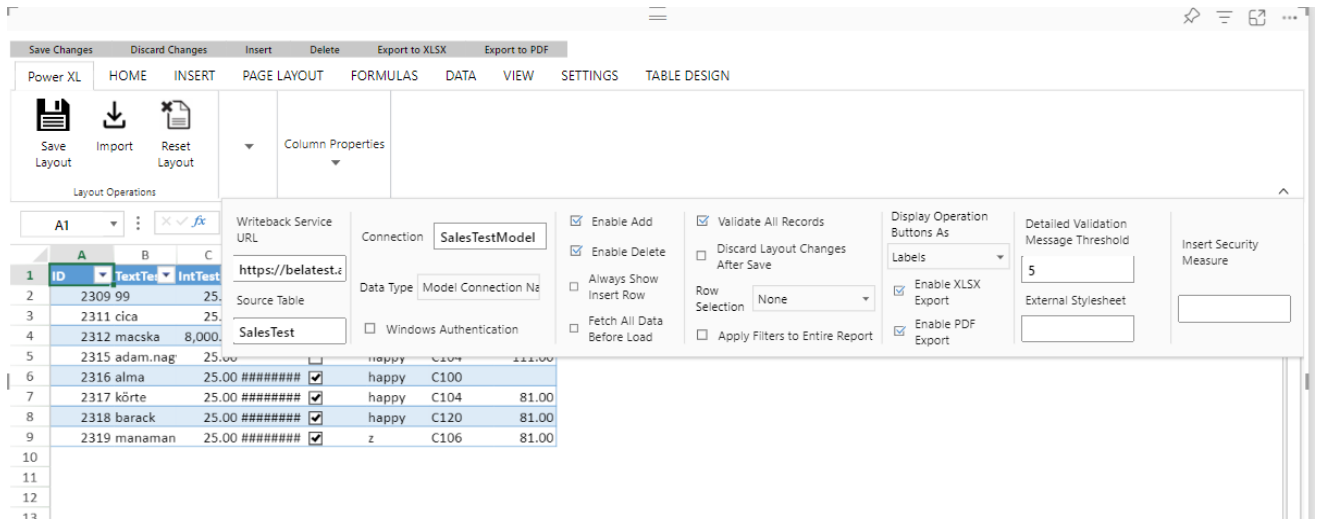 Save Changes Discard Changes Insert Delete Export to XLSX Export to PDF
Power XL HOME INSERT PAGE LAYOUT FORMULAS DATA VIEW SETTINGS TABLE DESIGN
Save Layout
Import
Reset Layout
Column Properties
Layout Operations
A1
fx
Writeback Service URL
https://belatest.a
Source Table
SalesTest
Connection SalesTestModel
Data Type Model Connection Na
Windows Authentication
Enable Add
Enable Delete
Always Show Insert Row
Fetch All Data Before Load
Validate All Records
Discard Layout Changes After Save
Row Selection None
Apply Filters to Entire Report
Display Operation Buttons As
Labels
Enable XLSX Export
Enable PDF Export
Detailed Validation Message Threshold
5
External Stylesheet
Insert Security Measure
A B C
1 ID TextTe IntTest
2 2309 99 25.
3 2311 cica 25.
4 2312 macska 8,000.
5 2315 adam.nag 25.00 happy C104 111.00
6 2316 alma 25.00 ######## happy C100
7 2317 körte 25.00 ######## happy C104 81.00
8 2318 barack 25.00 ######## happy C120 81.00
9 2319 manaman 25.00 ######## z C106 81.00
10
11
12
13